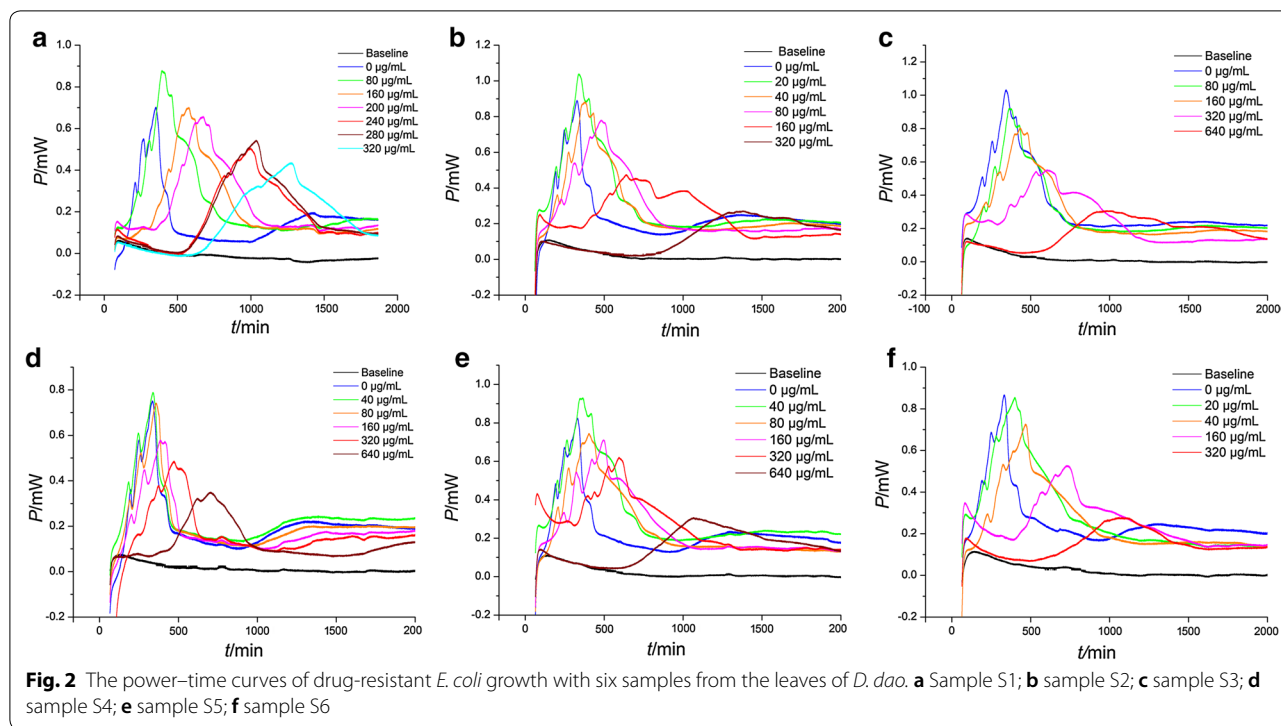 a
1.0
0.8
0.6
0.4
0.2
0.0
-0.2
P/mW
0
500
1000
1500
2000
t/min
Baseline
0 µg/mL
80 µg/mL
160 µg/mL
200 µg/mL
240 µg/mL
280 µg/mL
320 µg/mL
b
1.2
1.0
0.8
0.6
0.4
0.2
0.0
-0.2
P/mW
0
500
1000
1500
2000
t/min
Baseline
0 µg/mL
20 µg/mL
40 µg/mL
80 µg/mL
160 µg/mL
320 µg/mL
c
1.2
1.0
0.8
0.6
0.4
0.2
0.0
-0.2
P/mW
-100
0
500
1000
1500
2000
t/min
Baseline
0 µg/mL
80 µg/mL
160 µg/mL
320 µg/mL
640 µg/mL
d
0.8
0.6
0.4
0.2
0.0
-0.2
P/mW
0
500
1000
1500
200
t/min
Baseline
0 µg/mL
40 µg/mL
80 µg/mL
160 µg/mL
320 µg/mL
640 µg/mL
e
1.0
0.8
0.6
0.4
0.2
0.0
-0.2
P/mW
0
500
1000
1500
2000
t/min
Baseline
0 µg/mL
40 µg/mL
80 µg/mL
160 µg/mL
320 µg/mL
640 µg/mL
f
1.0
0.8
0.6
0.4
0.2
0.0
-0.2
P/mW
0
500
1000
1500
2000
t/min
Baseline
0 µg/mL
20 µg/mL
40 µg/mL
160 µg/mL
320 µg/mL
Fig. 2 The power–time curves of drug-resistant E. coli growth with six samples from the leaves of D. dao. a Sample S1; b sample S2; c sample S3; d
sample S4; e sample S5; f sample S6